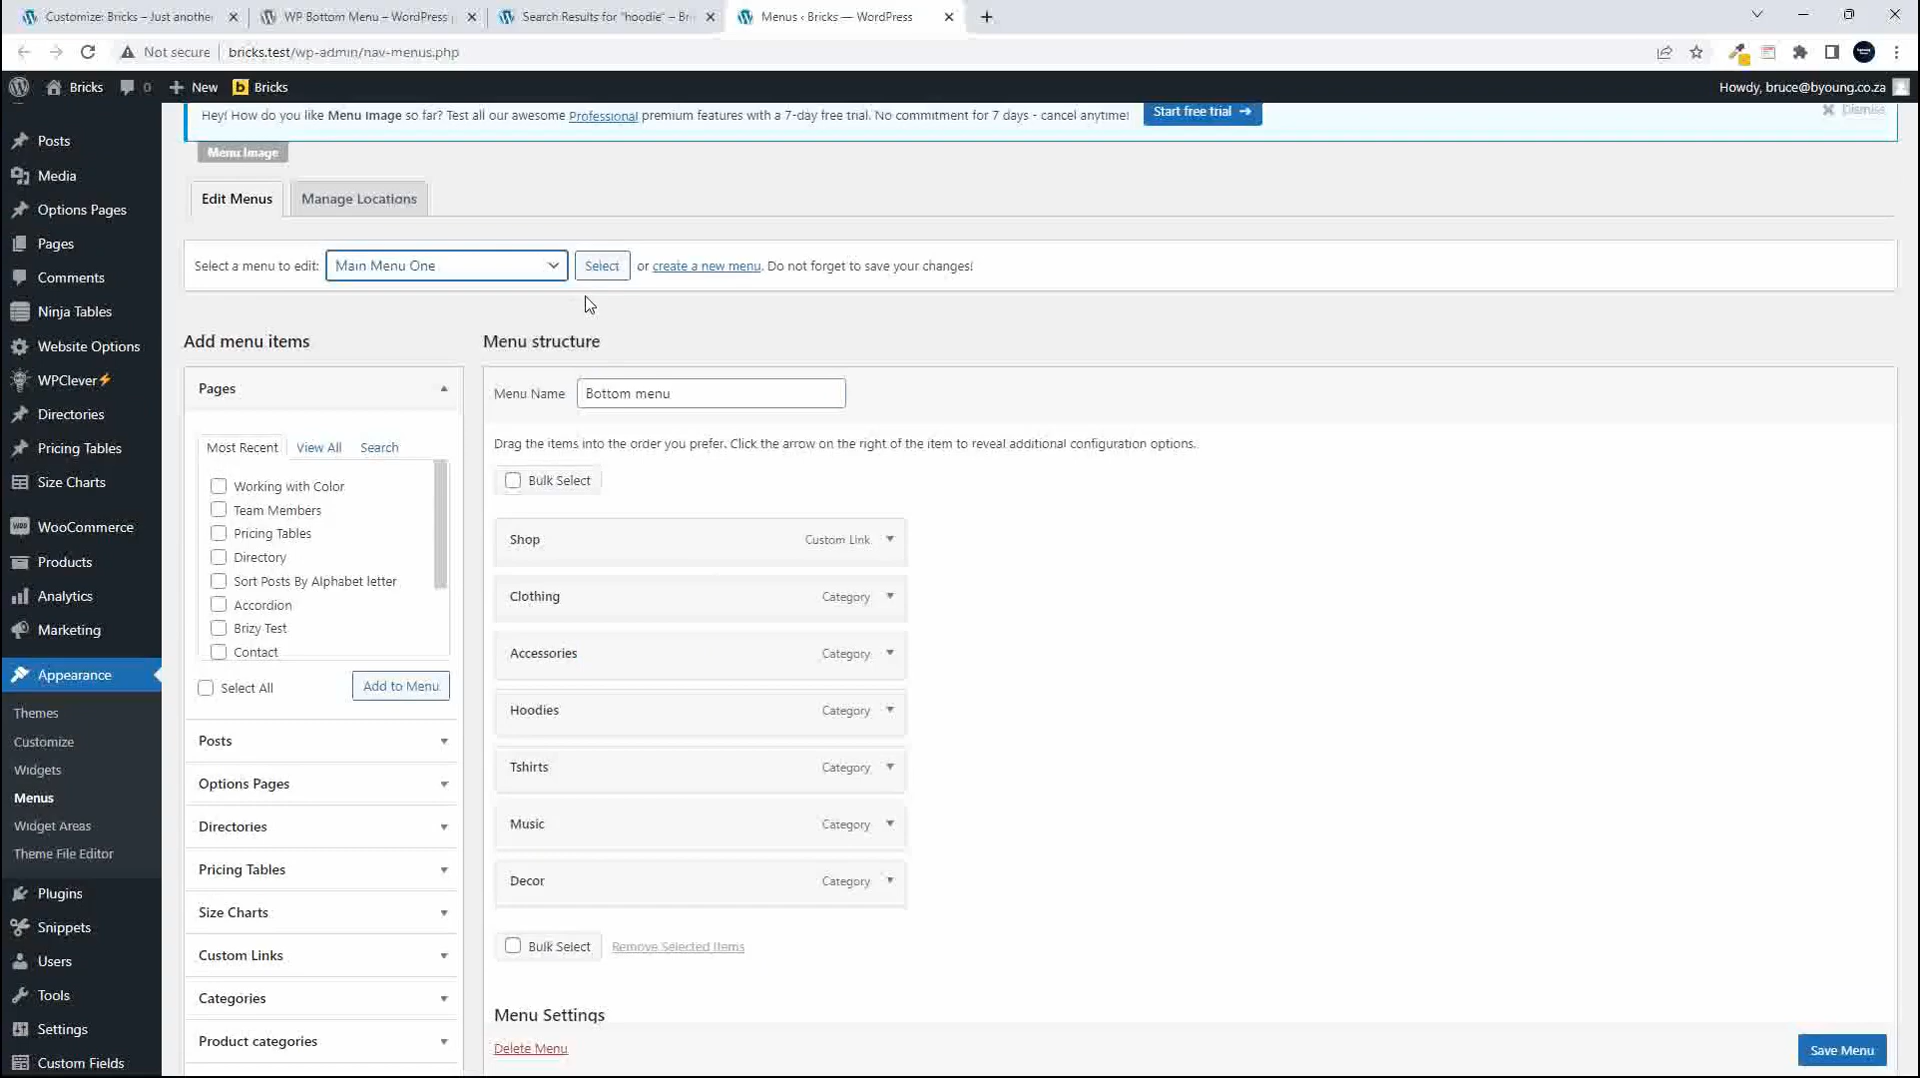 Customize: Bricks – Just another
WP Bottom Menu – WordPress
Search Results for "hoodie" – Br
Menus ‹ Bricks — WordPress
Not secure
bricks.test/wp-admin/nav-menus.php
Bricks
0
New
b Bricks
Howdy, bruce@byoung.co.za
Hey! How do you like Menu Image so far? Test all our awesome Professional premium features with a 7-day free trial. No commitment for 7 days - cancel anytime!
Start free trial ➜
Dismiss
Menu Image
Edit Menus
Manage Locations
Select a menu to edit:
Main Menu One
Select
or create a new menu. Do not forget to save your changes!
Posts
Media
Options Pages
Pages
Comments
Ninja Tables
Website Options
WPClever⚡
Directories
Pricing Tables
Size Charts
WooCommerce
Products
Analytics
Marketing
Appearance
Themes
Customize
Widgets
Menus
Widget Areas
Theme File Editor
Plugins
Snippets
Users
Tools
Settings
Custom Fields
Add menu items
Pages
Most Recent
View All
Search
Working with Color
Team Members
Pricing Tables
Directory
Sort Posts By Alphabet letter
Accordion
Brizy Test
Contact
Select All
Add to Menu
Posts
Options Pages
Directories
Pricing Tables
Size Charts
Custom Links
Categories
Product categories
Menu structure
Menu Name
Bottom menu
Drag the items into the order you prefer. Click the arrow on the right of the item to reveal additional configuration options.
Bulk Select
Shop
Custom Link
Clothing
Category
Accessories
Category
Hoodies
Category
Tshirts
Category
Music
Category
Decor
Category
Bulk Select
Remove Selected Items
Menu Settings
Delete Menu
Save Menu